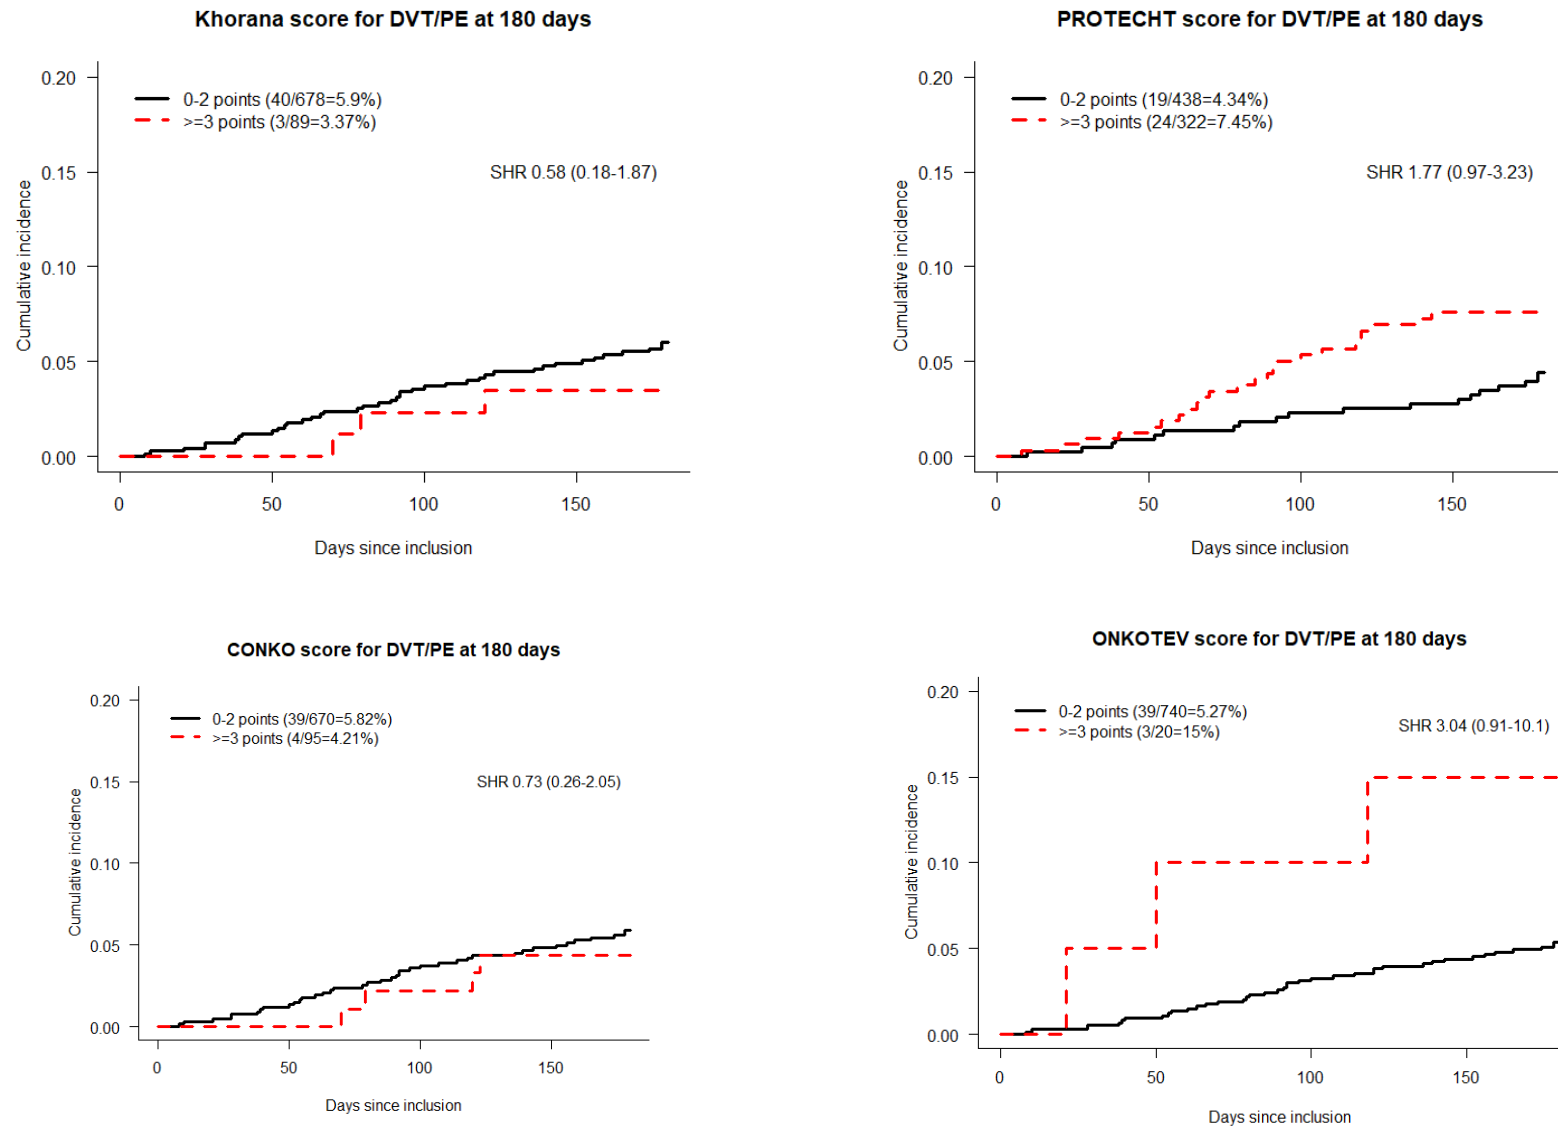 Khorana score for DVT/PE at 180 days
0.20
0.15
0.10
0.05
0.00
Cumulative incidence
0-2 points (40/678=5.9%)
>=3 points (3/89=3.37%)
SHR 0.58 (0.18-1.87)
0 50 100 150
Days since inclusion
PROTECHT score for DVT/PE at 180 days
0.20
0.15
0.10
0.05
0.00
Cumulative incidence
0-2 points (19/438=4.34%)
>=3 points (24/322=7.45%)
SHR 1.77 (0.97-3.23)
0 50 100 150
Days since inclusion
CONKO score for DVT/PE at 180 days
0.20
0.15
0.10
0.05
0.00
Cumulative incidence
0-2 points (39/670=5.82%)
>=3 points (4/95=4.21%)
SHR 0.73 (0.26-2.05)
0 50 100 150
Days since inclusion
ONKOTEV score for DVT/PE at 180 days
0.20
0.15
0.10
0.05
0.00
Cumulative incidence
0-2 points (39/740=5.27%)
>=3 points (3/20=15%)
SHR 3.04 (0.91-10.1)
0 50 100 150
Days since inclusion